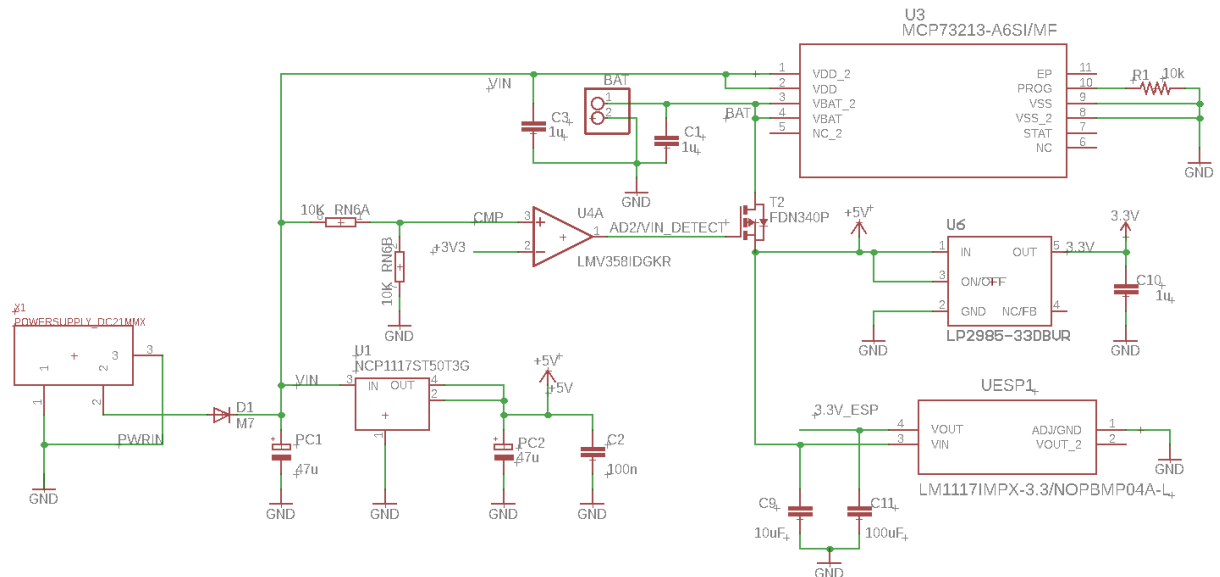 U3
MCP73213-A6SI/MF
1 VDD_2 EP 11
2 VDD PROG 10
3 VBAT_2 VSS 9
4 VBAT VSS_2 8
5 NC_2 STAT 7
NC 6
R1 10k
GND
VIN
BAT
1
2
C3
1u
C1
1u
BAT
GND
10K RN6A
8 1
10K RN6B
GND
CMP
+3V3
3
2
1
U4A
LMV358IDGKR
AD2/VIN_DETECT
T2
FDN340P
+5V
U6
1 IN OUT 5
3 ON/OFF
2 GND NC/FB 4
LP2985-33DBUR
3.3V
3.3V
C10
1u
GND
GND
X1
POWERSUPPLY_DC21MMX
1 2 3
3
1
2
PWRIN
GND
D1
M7
VIN
PC1
47u
GND
U1
NCP1117ST50T3G
3 IN OUT 4
2
1
GND
+5V
+5V
PC2
47u
GND
C2
100n
GND
UESP1
3.3V_ESP
4 VOUT ADJ/GND 1
3 VIN VOUT_2 2
LM1117IMPX-3.3/NOPBMP04A-L
GND
C9
10uF
C11
100uF
GND